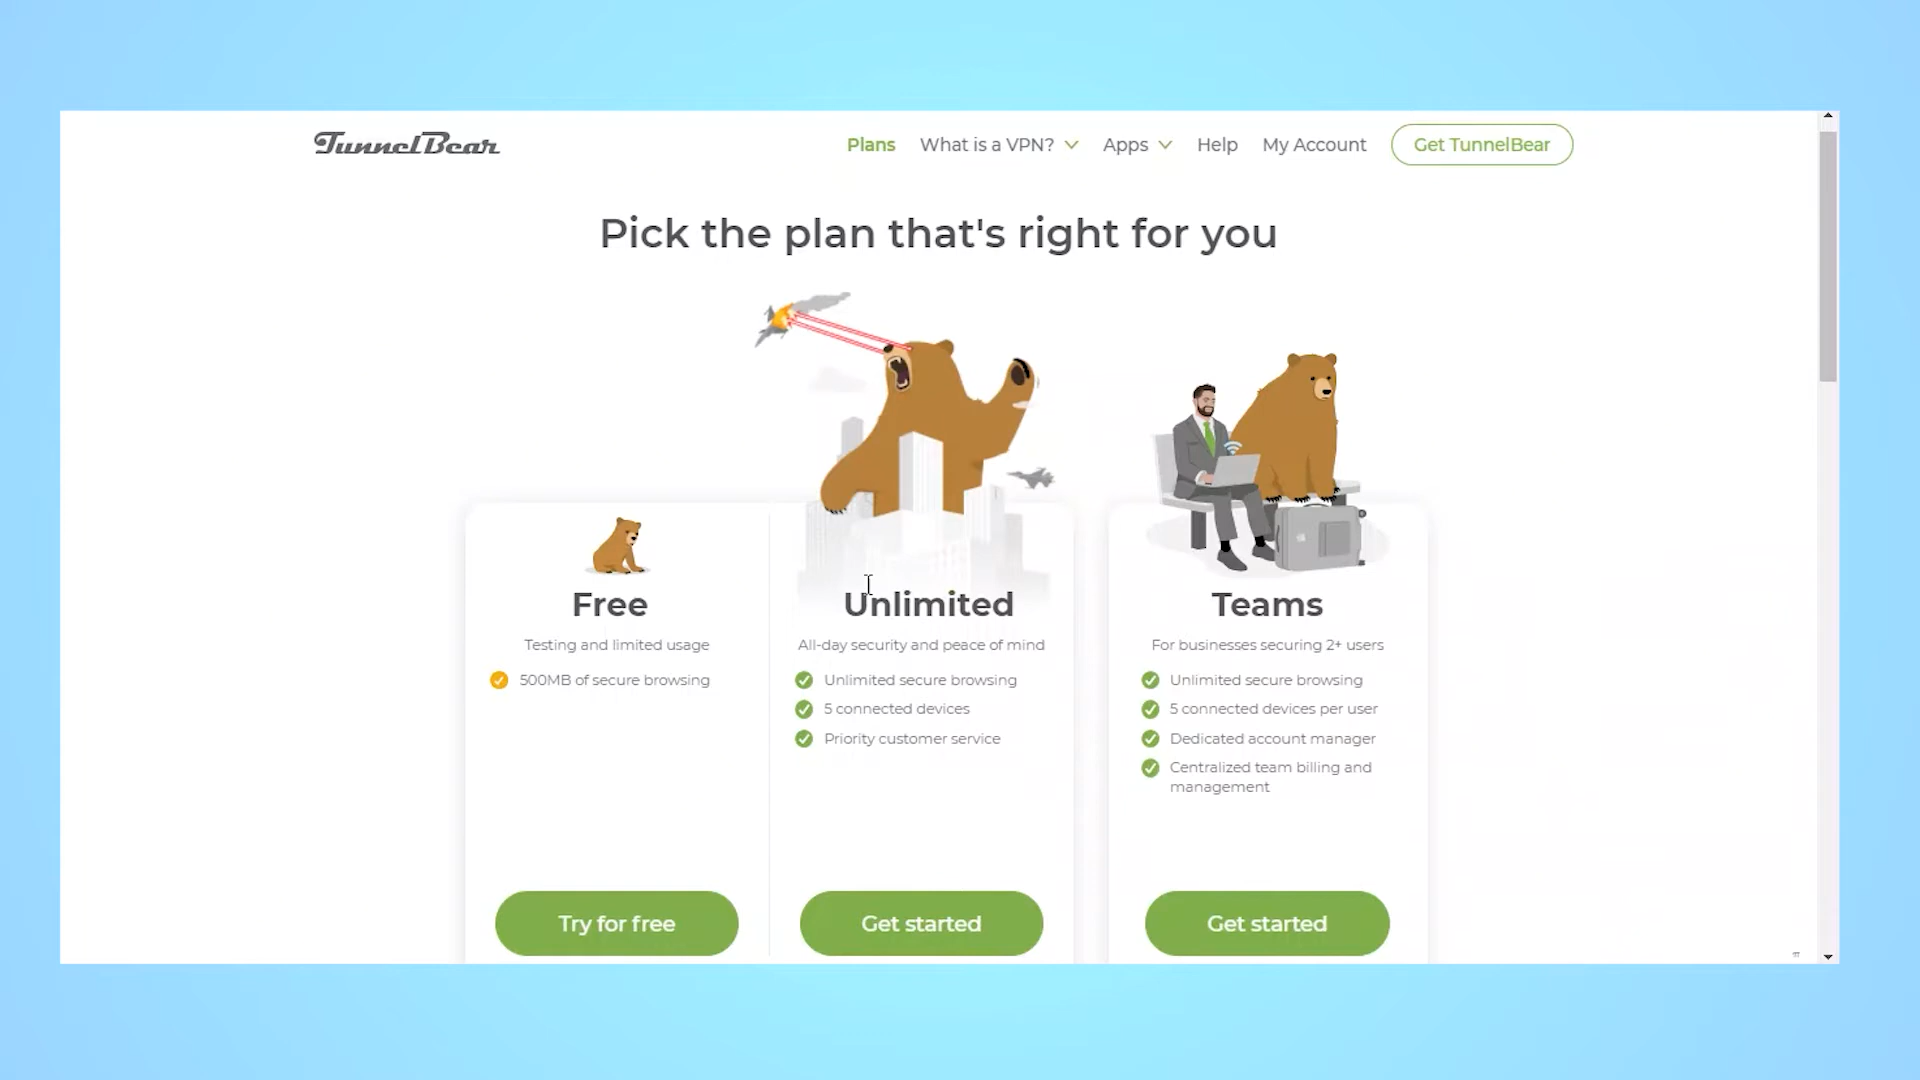 TunnelBear
Plans
What is a VPN?
Apps
Help
My Account
Get TunnelBear
Pick the plan that's right for you
Free
Testing and limited usage
500MB of secure browsing
Try for free
Unlimited
All-day security and peace of mind
Unlimited secure browsing
5 connected devices
Priority customer service
Get started
Teams
For businesses securing 2+ users
Unlimited secure browsing
5 connected devices per user
Dedicated account manager
Centralized team billing and
management
Get started